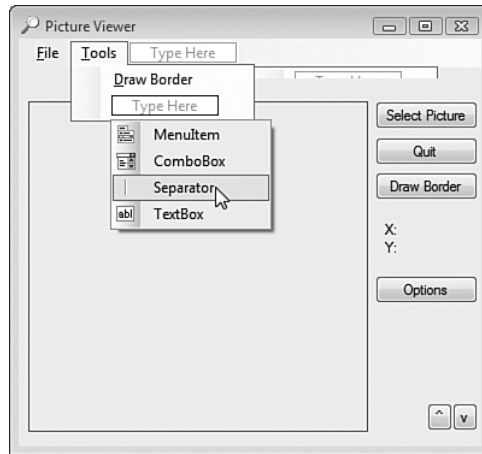 Picture Viewer
File Tools Type Here
Draw Border
Type Here
MenuItem
ComboBox
Separator
abl TextBox
Select Picture
Quit
Draw Border
X:
Y:
Options
^ v